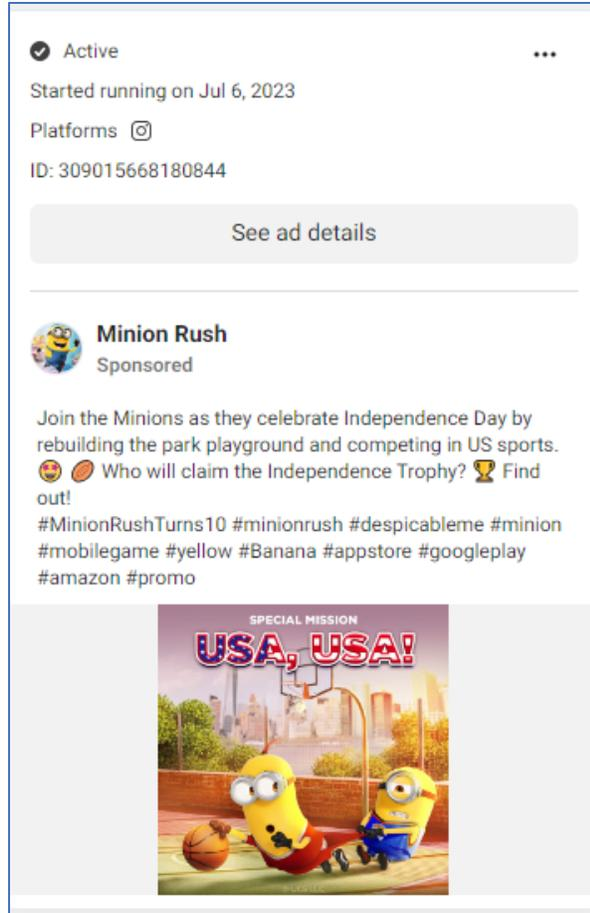 Active
Started running on Jul 6, 2023
Platforms
ID: 309015668180844
See ad details
Minion Rush
Sponsored
Join the Minions as they celebrate Independence Day by
rebuilding the park playground and competing in US sports.
🤩 🏉 Who will claim the Independence Trophy? 🏆 Find
out!
#MinionRushTurns10 #minionrush #despicableme #minion
#mobilegame #yellow #Banana #appstore #googleplay
#amazon #promo
SPECIAL MISSION
USA, USA!